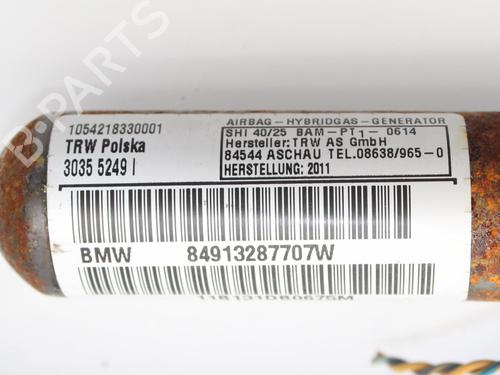 1054218330001
TRW Polska
3035 5249 I
AIRBAG-HYBRIDGAS-GENERATOR
SHI 40/25 BAM-PT1- 0614
Hersteller:TRW AS GmbH
84544 ASCHAU TEL.08638/965-0
HERSTELLUNG: 2011
BMW 84913287707W
118131D80675M
B-PARTS